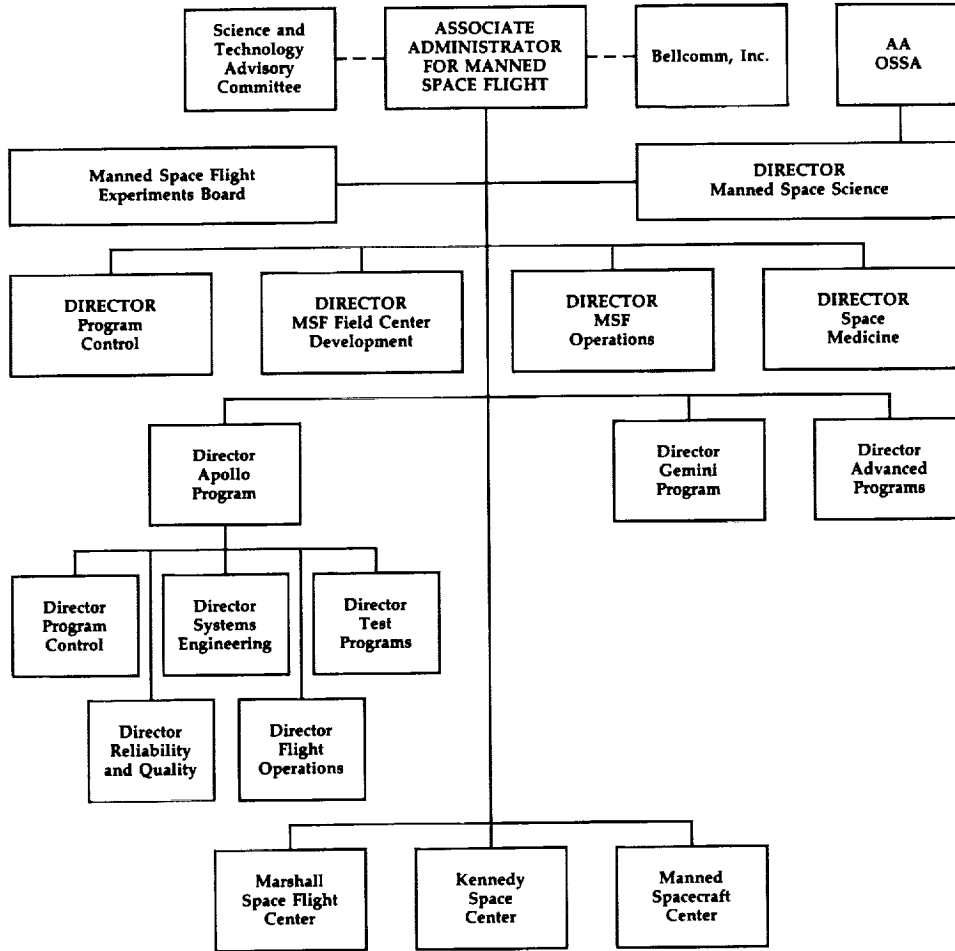 Science and
Technology
Advisory
Committee
ASSOCIATE
ADMINISTRATOR
FOR MANNED
SPACE FLIGHT
Bellcomm, Inc.
AA
OSSA
Manned Space Flight
Experiments Board
DIRECTOR
Manned Space Science
DIRECTOR
Program
Control
DIRECTOR
MSF Field Center
Development
DIRECTOR
MSF
Operations
DIRECTOR
Space
Medicine
Director
Apollo
Program
Director
Gemini
Program
Director
Advanced
Programs
Director
Program
Control
Director
Systems
Engineering
Director
Test
Programs
Director
Reliability
and Quality
Director
Flight
Operations
Marshall
Space Flight
Center
Kennedy
Space
Center
Manned
Spacecraft
Center